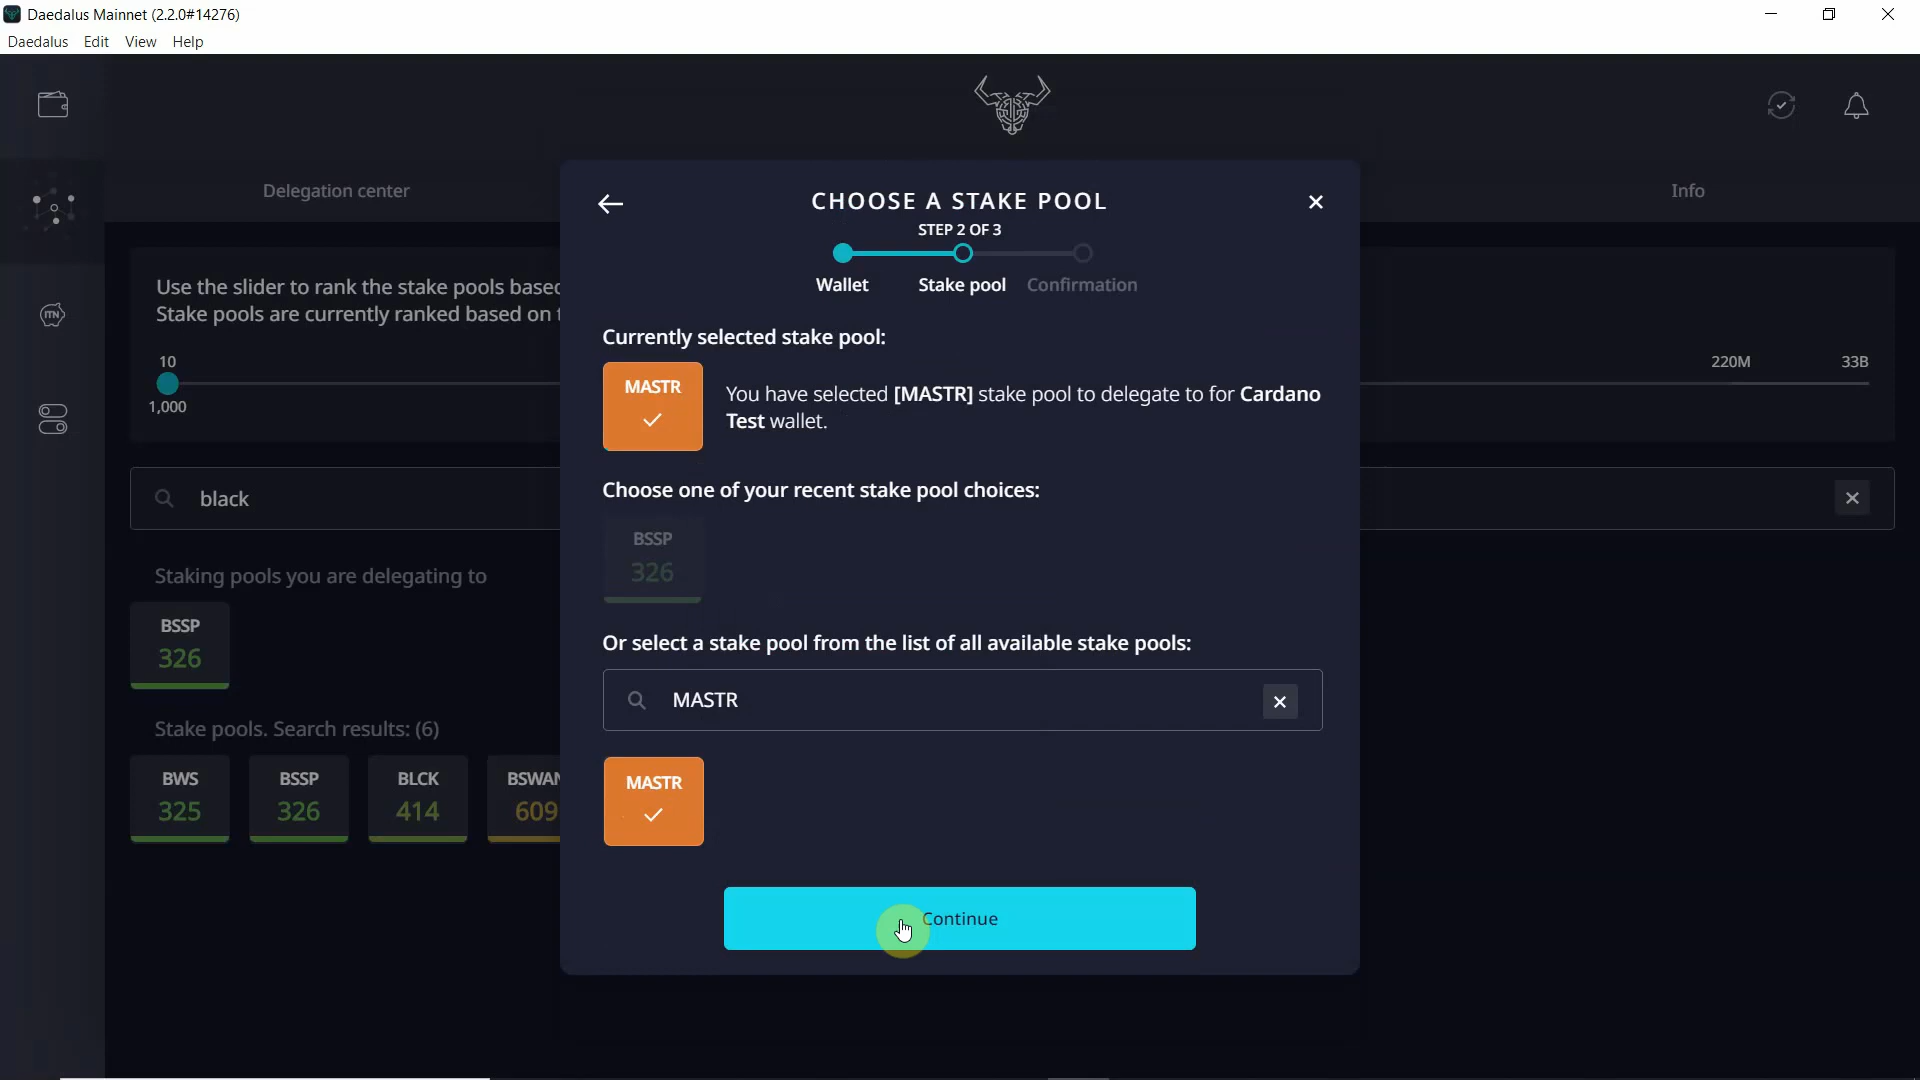 Daedalus Mainnet (2.2.0#14276)
Daedalus Edit View Help
Delegation center
Info
CHOOSE A STAKE POOL
STEP 2 OF 3
Wallet Stake pool Confirmation
Use the slider to rank the stake pools based
Stake pools are currently ranked based on
10
1,000
220M 33B
ITN
Currently selected stake pool:
MASTR
You have selected [MASTR] stake pool to delegate to for Cardano
Test wallet.
Choose one of your recent stake pool choices:
BSSP
326
Or select a stake pool from the list of all available stake pools:
MASTR
MASTR
Continue
black
Staking pools you are delegating to
BSSP
326
Stake pools. Search results: (6)
BWS BSSP BLCK BSWAN
325 326 414 609